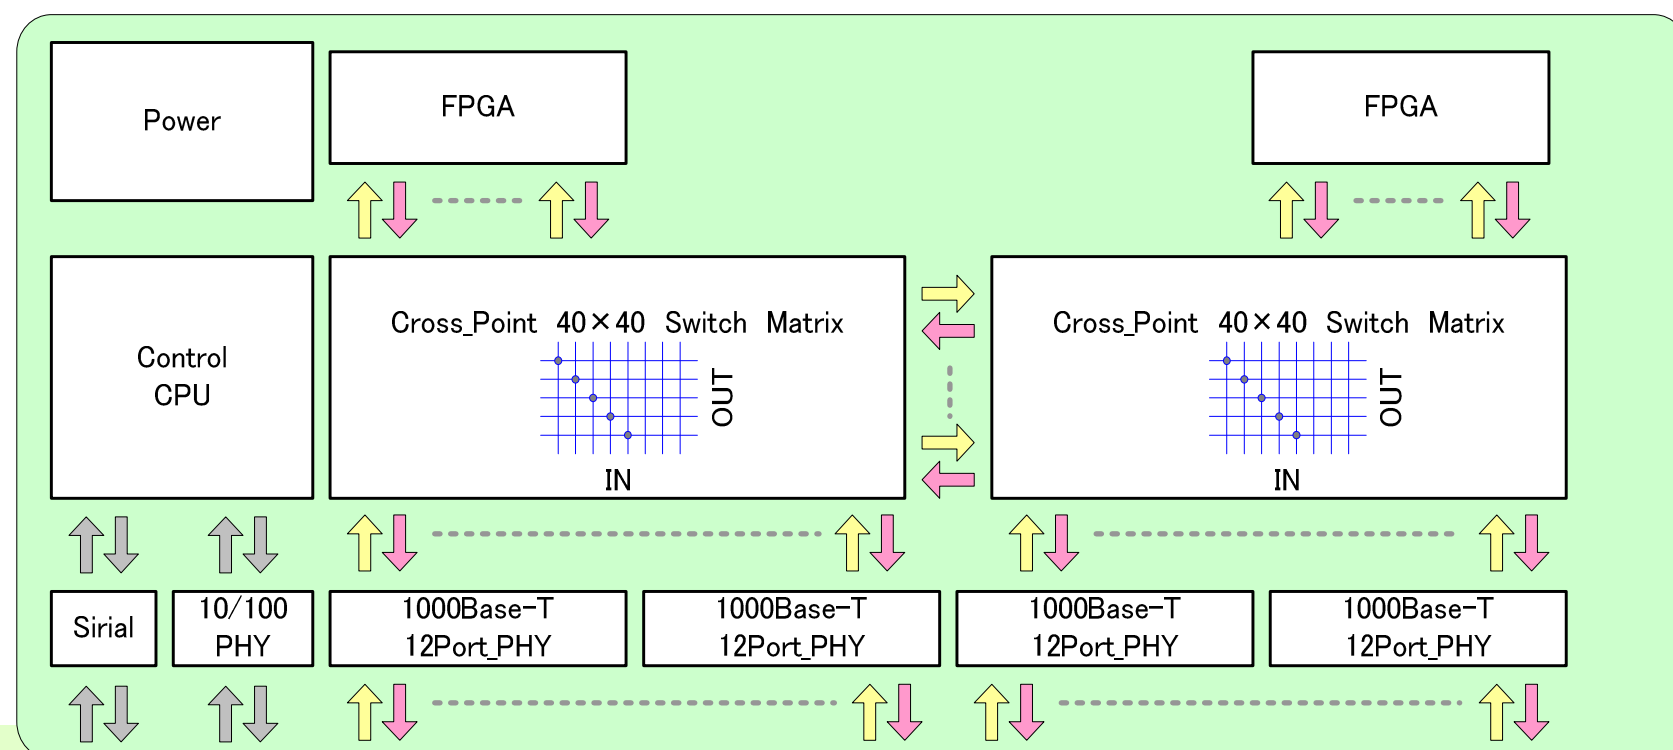 Power
FPGA
FPGA
Control
CPU
Cross_Point 40×40 Switch Matrix
OUT
IN
Cross_Point 40×40 Switch Matrix
OUT
IN
Sirial
10/100
PHY
1000Base-T
12Port_PHY
1000Base-T
12Port_PHY
1000Base-T
12Port_PHY
1000Base-T
12Port_PHY